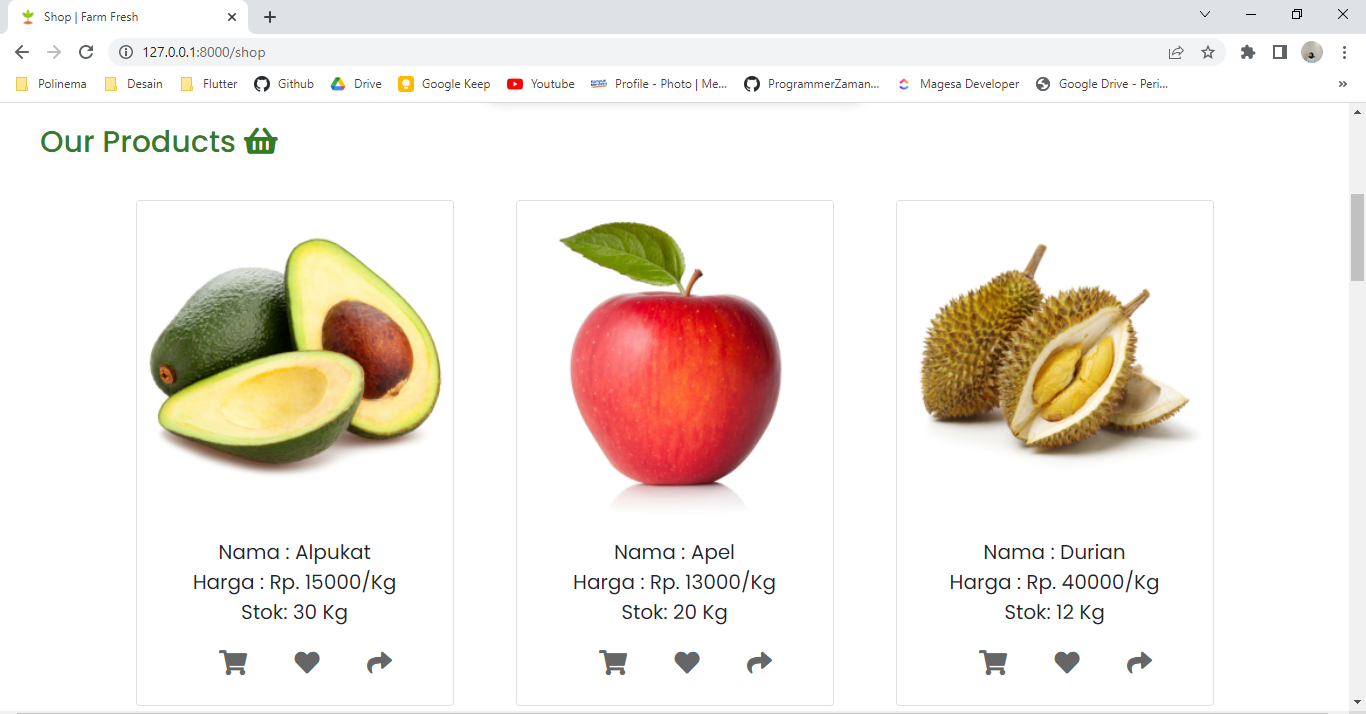 Shop | Farm Fresh
127.0.0.1:8000/shop
Polinema Desain Flutter Github Drive Google Keep Youtube Profile - Photo | Me... ProgrammerZaman... Magesa Developer Google Drive - Peri... »
Our Products
Nama : Alpukat
Harga : Rp. 15000/Kg
Stok: 30 Kg
Nama : Apel
Harga : Rp. 13000/Kg
Stok: 20 Kg
Nama : Durian
Harga : Rp. 40000/Kg
Stok: 12 Kg